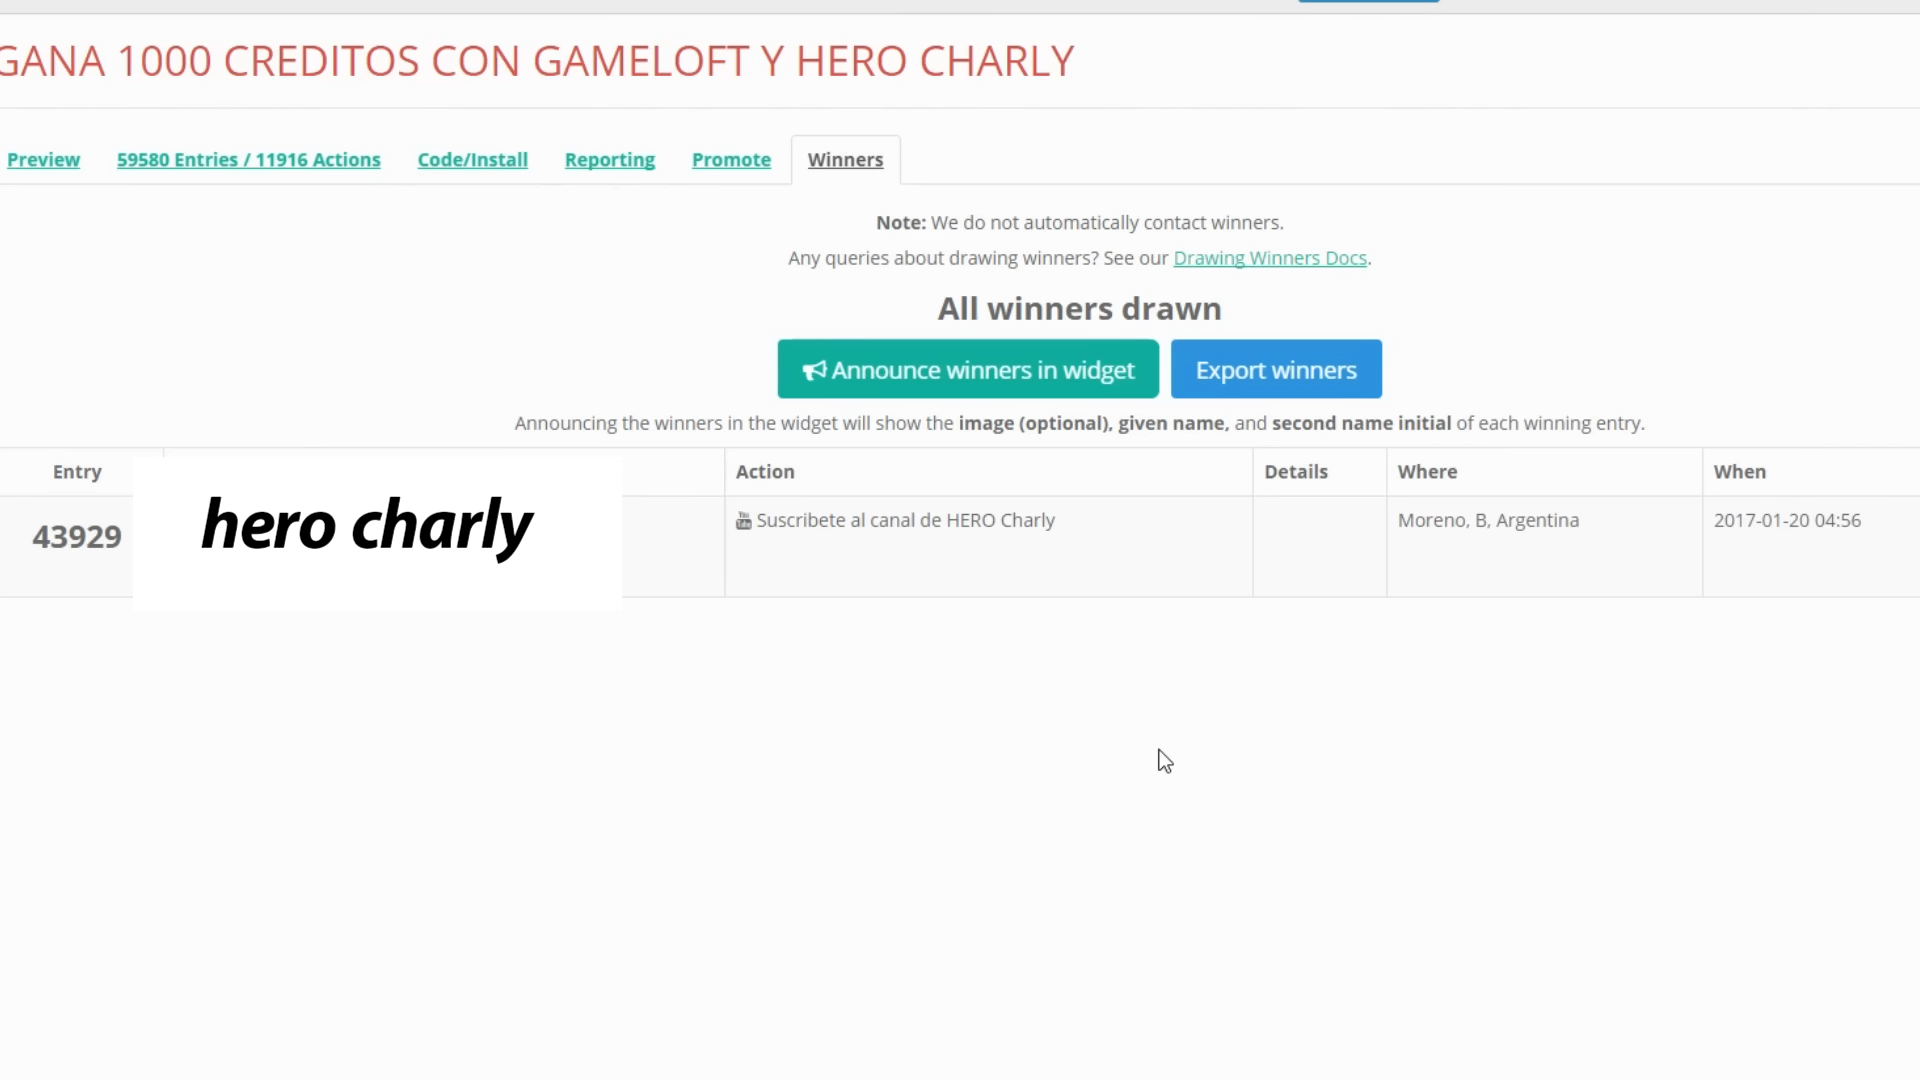 GANA 1000 CREDITOS CON GAMELOFT Y HERO CHARLY
Preview 59580 Entries / 11916 Actions Code/Install Reporting Promote Winners
Note: We do not automatically contact winners.
Any queries about drawing winners? See our Drawing Winners Docs.
All winners drawn
Announce winners in widget Export winners
Announcing the winners in the widget will show the image (optional), given name, and second name initial of each winning entry.
Entry Action Details Where When
43929 hero charly Suscribete al canal de HERO Charly Moreno, B, Argentina 2017-01-20 04:56